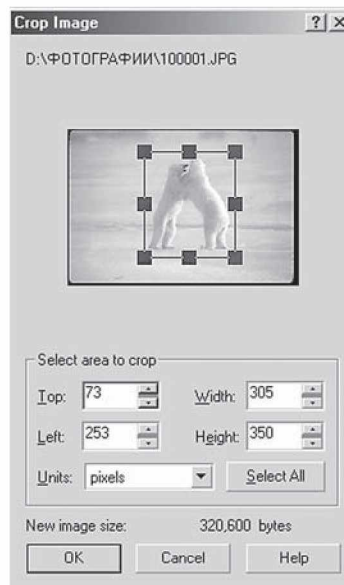 Crop Image
D:\ФОТОГРАФИИ\100001.JPG
Select area to crop
Top: 73 Width: 305
Left: 253 Height: 350
Units: pixels Select All
New image size: 320,600 bytes
OK Cancel Help